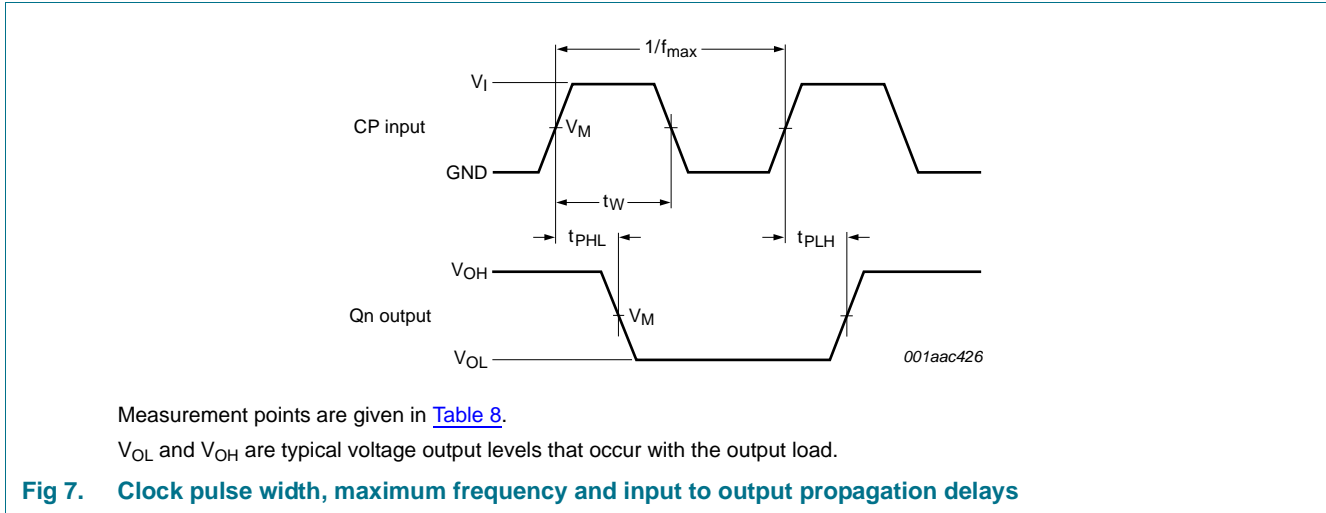 1/fmax
VI
CP input
VM
GND
tW
tPHL
tPLH
VOH
Qn output
VM
VOL
001aac426
Measurement points are given in Table 8.
VOL and VOH are typical voltage output levels that occur with the output load.
Fig 7. Clock pulse width, maximum frequency and input to output propagation delays